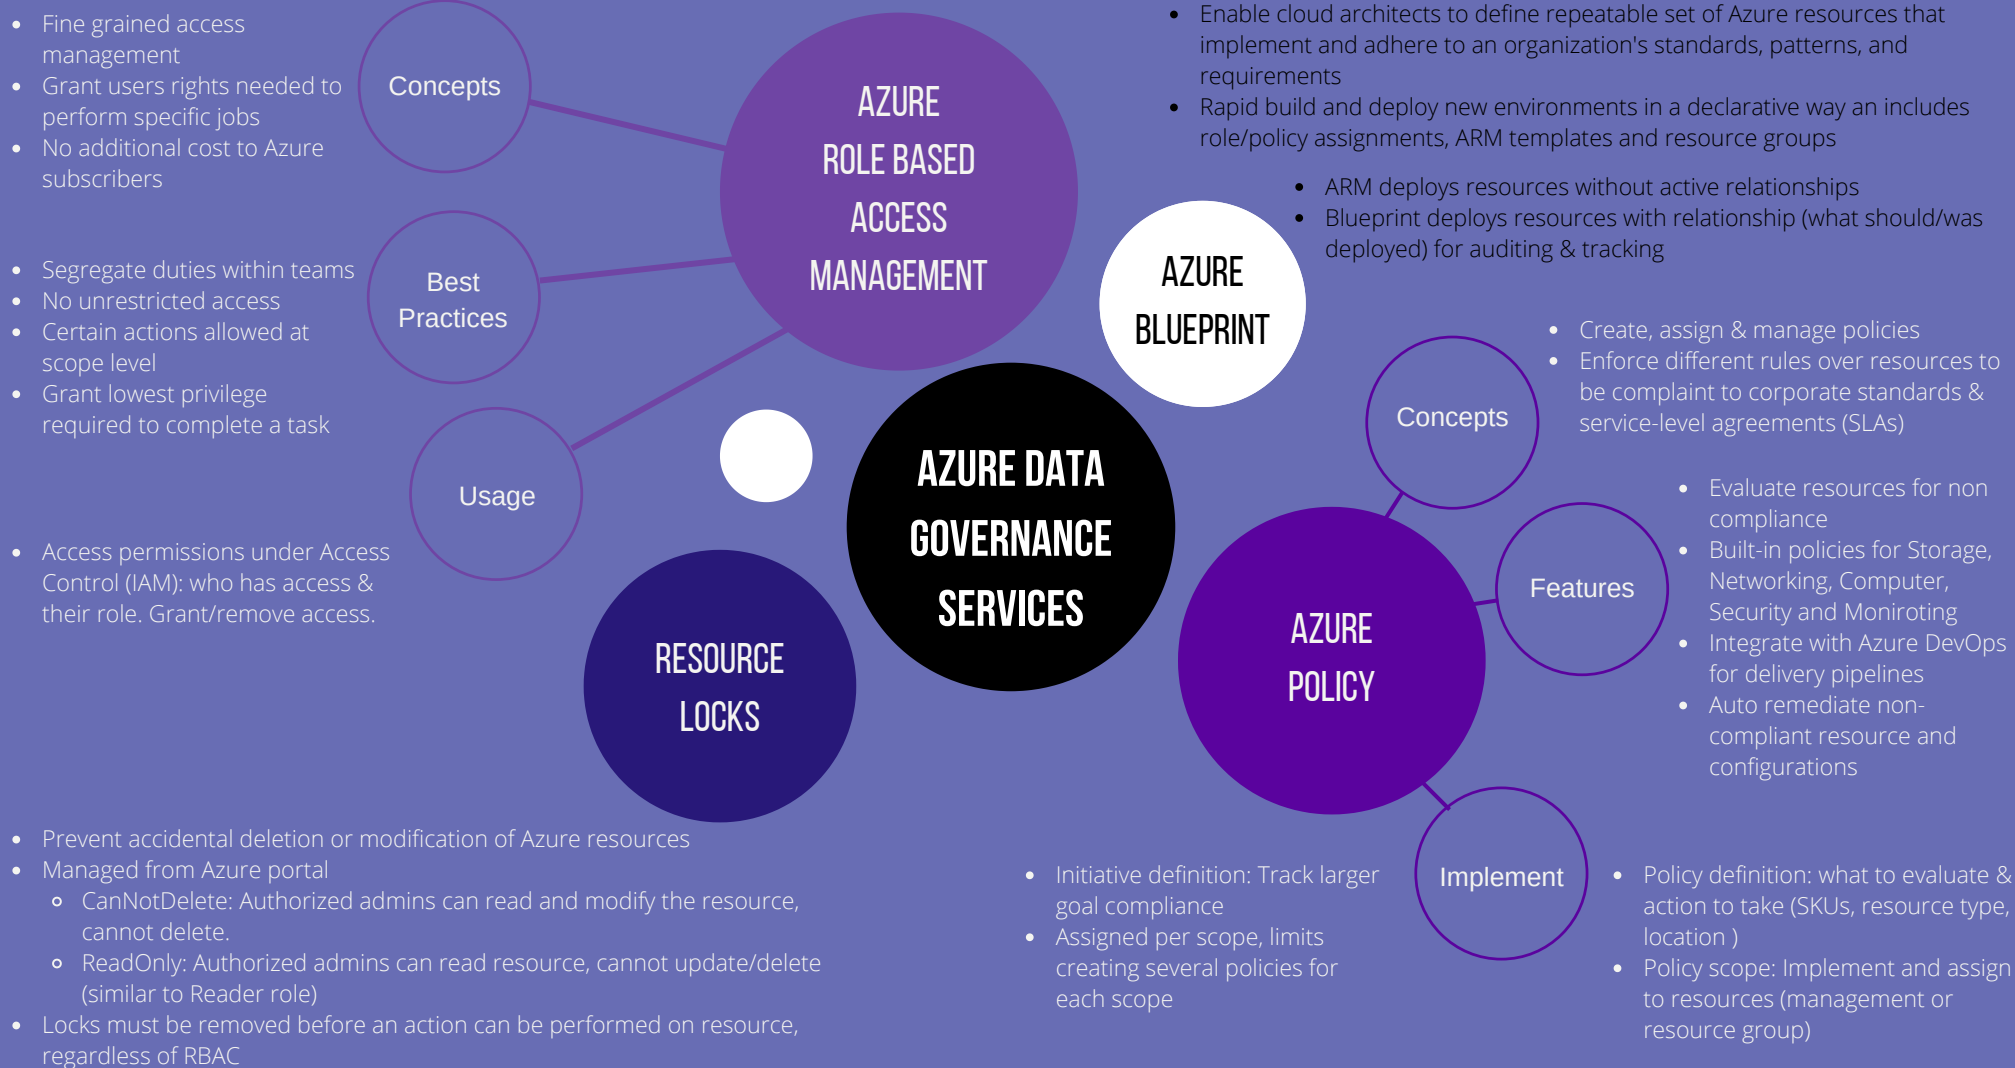 • Fine grained access
management
• Grant users rights needed to
perform specific jobs
• No additional cost to Azure
subscribers
Concepts
• Segregate duties within teams
• No unrestricted access
• Certain actions allowed at
scope level
• Grant lowest privilege
required to complete a task
Best
Practices
• Access permissions under Access
Control (IAM): who has access &
their role. Grant/remove access.
Usage
AZURE
ROLE BASED
ACCESS
MANAGEMENT
• Enable cloud architects to define repeatable set of Azure resources that
implement and adhere to an organization's standards, patterns, and
requirements
• Rapid build and deploy new environments in a declarative way an includes
role/policy assignments, ARM templates and resource groups
• ARM deploys resources without active relationships
• Blueprint deploys resources with relationship (what should/was
deployed) for auditing & tracking
AZURE
BLUEPRINT
AZURE DATA
GOVERNANCE
SERVICES
Concepts
• Create, assign & manage policies
• Enforce different rules over resources to
be complaint to corporate standards &
service-level agreements (SLAs)
Features
• Evaluate resources for non
compliance
• Built-in policies for Storage,
Networking, Computer,
Security and Moniroting
• Integrate with Azure DevOps
for delivery pipelines
• Auto remediate non-
compliant resource and
configurations
AZURE
POLICY
RESOURCE
LOCKS
• Prevent accidental deletion or modification of Azure resources
• Managed from Azure portal
◦ CanNotDelete: Authorized admins can read and modify the resource,
cannot delete.
◦ ReadOnly: Authorized admins can read resource, cannot update/delete
(similar to Reader role)
• Locks must be removed before an action can be performed on resource,
regardless of RBAC
• Initiative definition: Track larger
goal compliance
• Assigned per scope, limits
creating several policies for
each scope
Implement
• Policy definition: what to evaluate &
action to take (SKUs, resource type,
location )
• Policy scope: Implement and assign
to resources (management or
resource group)